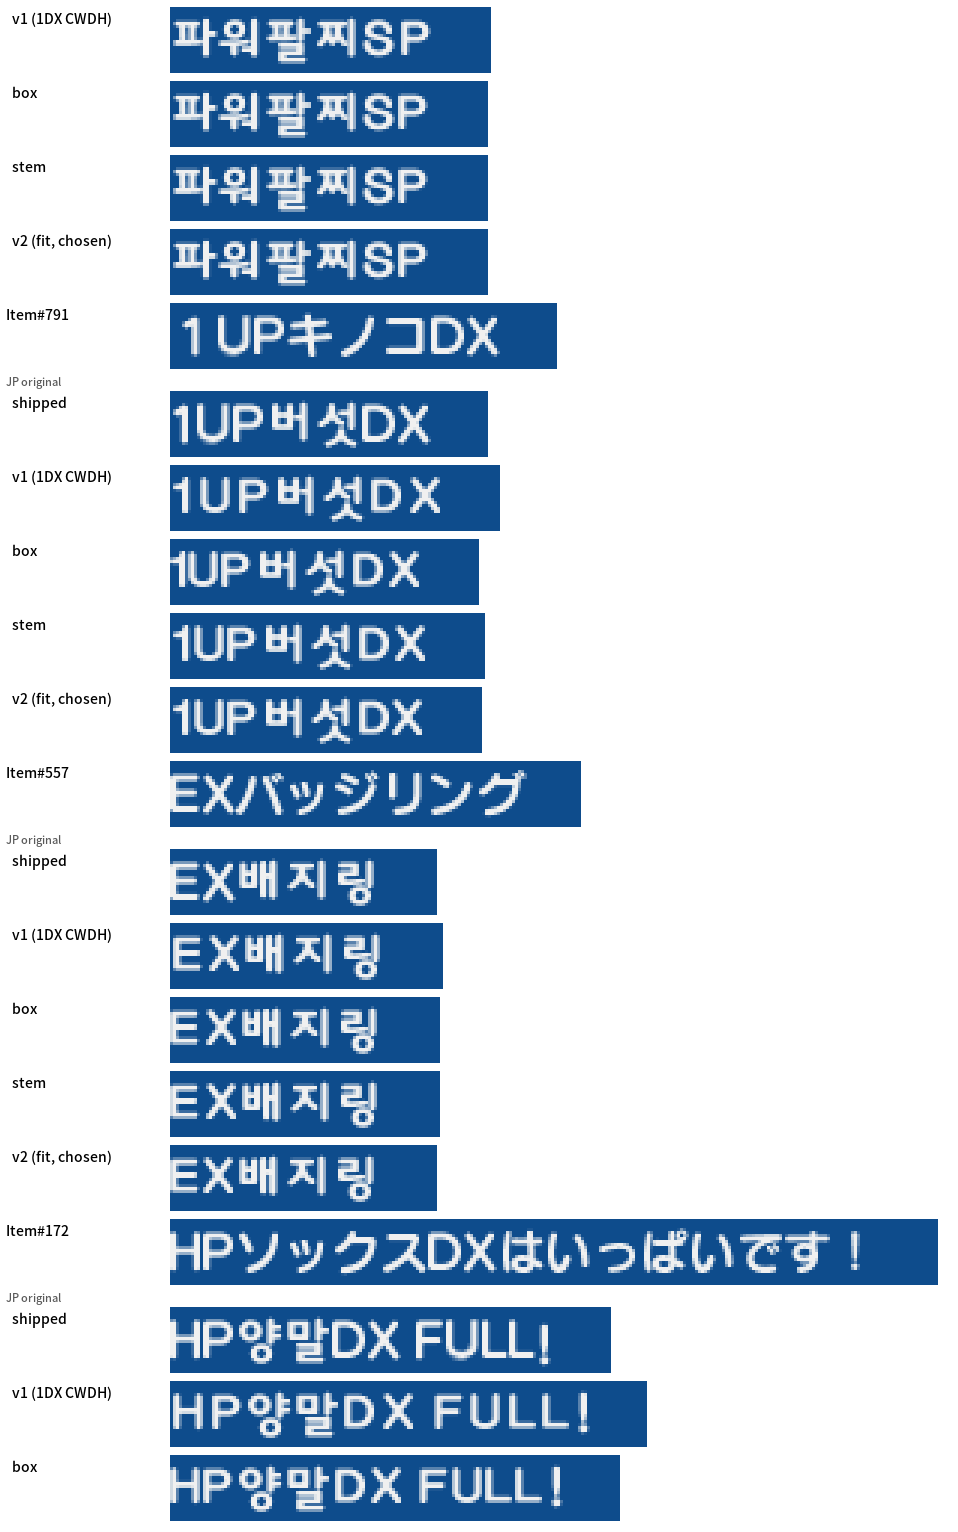 v1 (1DX CWDH)
파워팔찌SP
box
파워팔찌SP
stem
파워팔찌SP
v2 (fit, chosen)
파워팔찌SP
Item#791
1UPキノコDX
JP original
shipped
1UP버섯DX
v1 (1DX CWDH)
1UP버섯DX
box
1UP버섯DX
stem
1UP버섯DX
v2 (fit, chosen)
1UP버섯DX
Item#557
EXバッジリング
JP original
shipped
EX배지링
v1 (1DX CWDH)
EX배지링
box
EX배지링
stem
EX배지링
v2 (fit, chosen)
EX배지링
Item#172
HPソックスDXはいっぱいです！
JP original
shipped
HP양말DX FULL!
v1 (1DX CWDH)
HP양말DX FULL!
box
HP양말DX FULL!